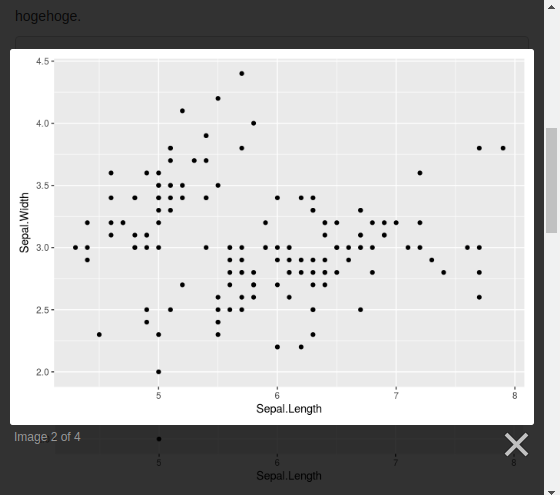 hogehoge.
4.5
4.0
3.5
3.0
2.5
2.0
Sepal.Width
5 6 7 8
Sepal.Length
Image 2 of 4
5 6 7 8
Sepal.Length